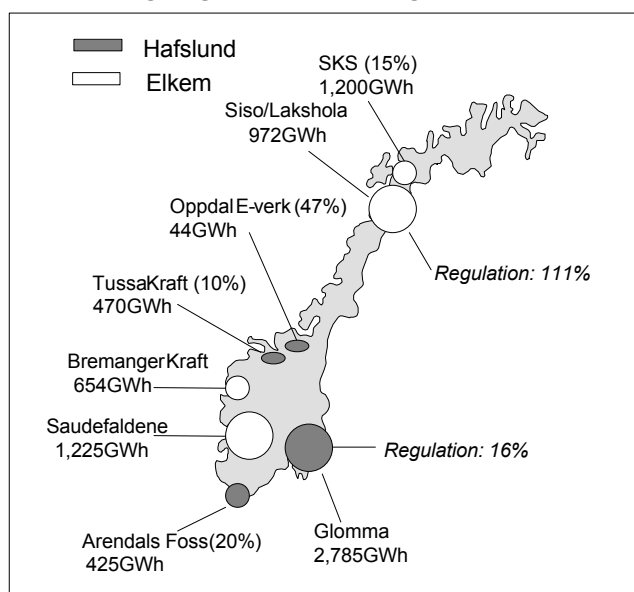 Hafslund
Elkem
SKS (15%)
1,200GWh
Siso/Lakshola
972GWh
OppdalE-verk (47%)
44GWh
Regulation: 111%
TussaKraft (10%)
470GWh
BremangerKraft
654GWh
Saudefaldene
1,225GWh
Regulation: 16%
Glomma
2,785GWh
Arendals Foss(20%)
425GWh